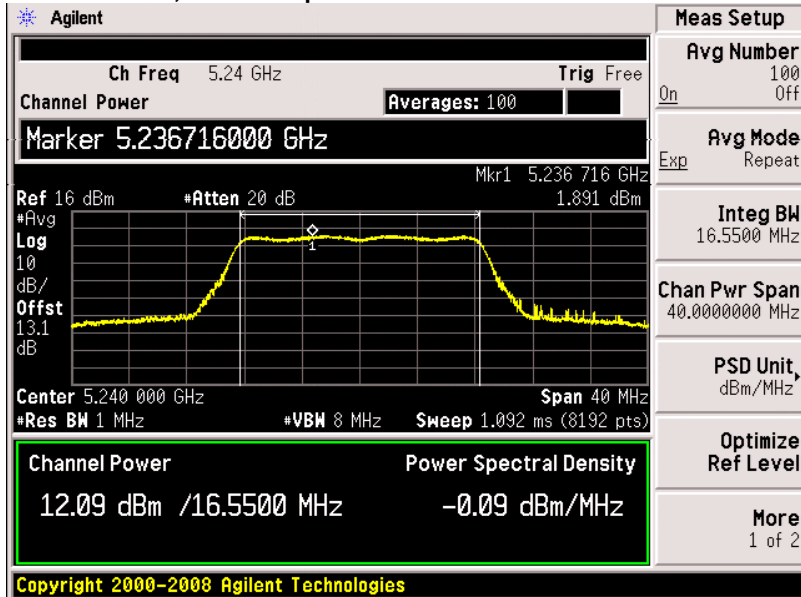 Agilent
Meas Setup
Ch Freq 5.24 GHz Trig Free
Channel Power Averages: 100
Marker 5.236716000 GHz
Mkr1 5.236 716 GHz
Ref 16 dBm #Atten 20 dB 1.891 dBm
#Avg
Log
10
dB/
Offst
13.1
dB
1
Center 5.240 000 GHz Span 40 MHz
#Res BW 1 MHz #VBW 8 MHz Sweep 1.092 ms (8192 pts)
Channel Power Power Spectral Density
12.09 dBm /16.5500 MHz -0.09 dBm/MHz
Avg Number
100
On Off
Avg Mode
Exp Repeat
Integ BW
16.5500 MHz
Chan Pwr Span
40.0000000 MHz
PSD Unit
dBm/MHz
Optimize
Ref Level
More
1 of 2
Copyright 2000-2008 Agilent Technologies